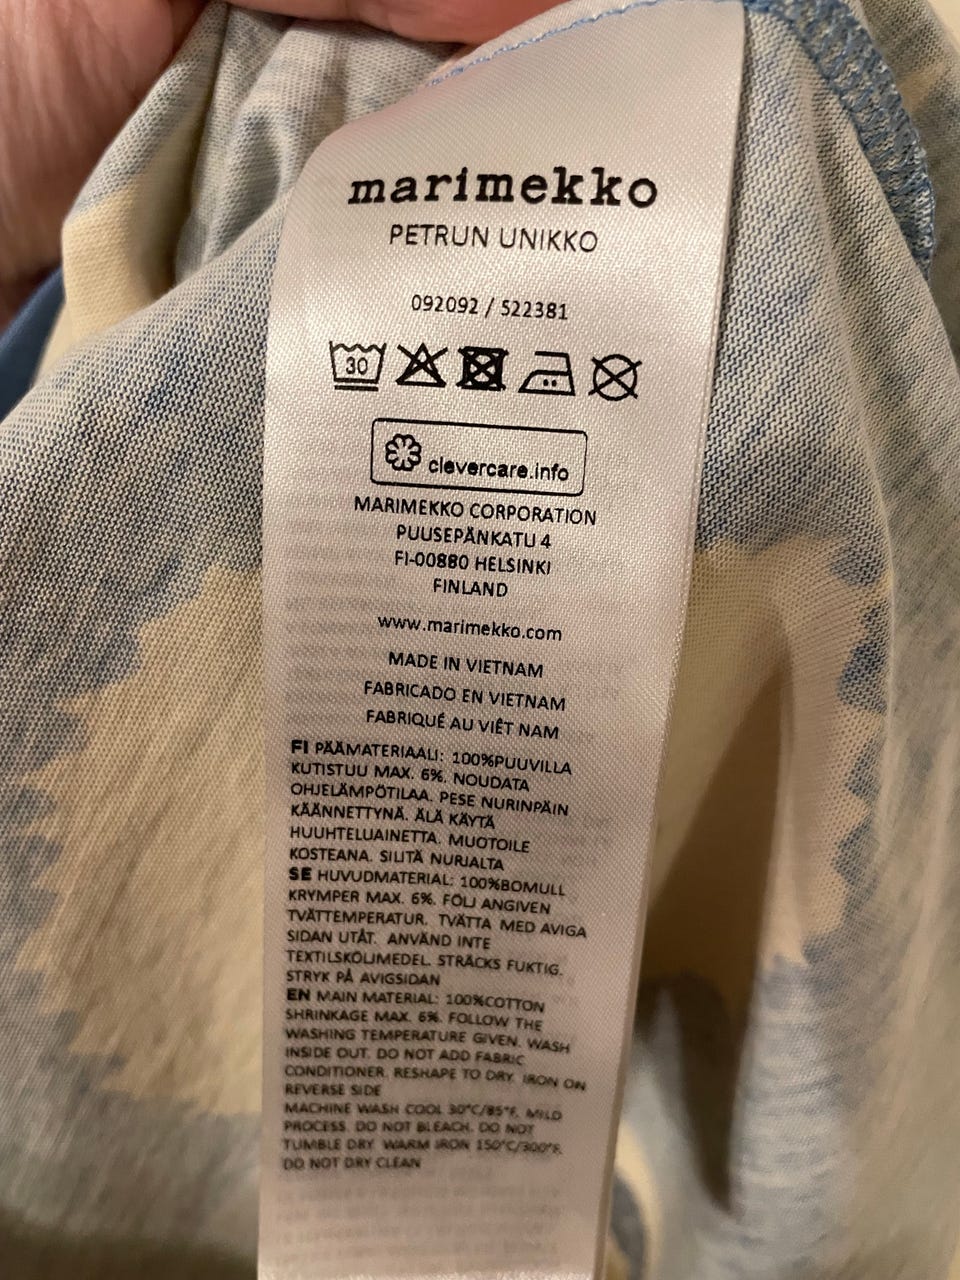 marimekko
PETRUN UNIKKO
092092 / 522381
30
clevercare.info
MARIMEKKO CORPORATION
PUUSEPÄNKATU 4
FI-00880 HELSINKI
FINLAND
www.marimekko.com
MADE IN VIETNAM
FABRICADO EN VIETNAM
FABRIQUÉ AU VIÊT NAM
FI PÄÄMATERIAALI: 100%PUUVILLA
KUTISTUU MAX. 6%. NOUDATA
OHJELÄMPÖTILAA. PESE NURINPÄIN
KÄÄNNETTYNÄ. ÄLÄ KÄYTÄ
HUUHTELUAINETTA. MUOTOILE
KOSTEANA. SILITÄ NURJALTA
SE HUVUDMATERIAL: 100%BOMULL
KRYMPER MAX. 6%. FÖLJ ANGIVEN
TVÄTTEMPERATUR. TVÄTTA MED AVIGA
SIDAN UTÅT. ANVÄND INTE
TEXTILSKÖLJMEDEL. STRÄCKS FUKTIG.
STRYK PÅ AVIGSIDAN
EN MAIN MATERIAL: 100%COTTON
SHRINKAGE MAX. 6%. FOLLOW THE
WASHING TEMPERATURE GIVEN. WASH
INSIDE OUT. DO NOT ADD FABRIC
CONDITIONER. RESHAPE TO DRY. IRON ON
REVERSE SIDE
MACHINE WASH COOL 30°C/85°F. MILD
PROCESS. DO NOT BLEACH. DO NOT
TUMBLE DRY. WARM IRON 150°C/300°F.
DO NOT DRY CLEAN